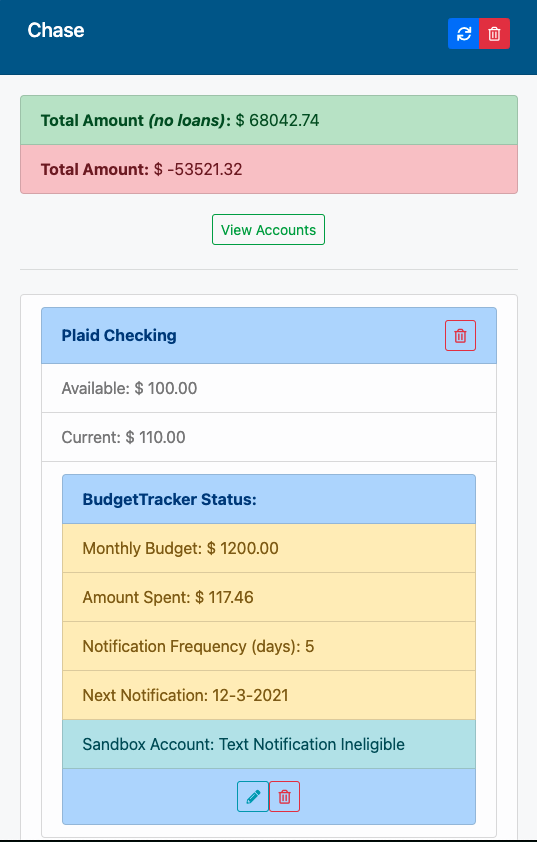 Chase
Total Amount (no loans): $ 68042.74
Total Amount: $ -53521.32
View Accounts
Plaid Checking
Available: $ 100.00
Current: $ 110.00
BudgetTracker Status:
Monthly Budget: $ 1200.00
Amount Spent: $ 117.46
Notification Frequency (days): 5
Next Notification: 12-3-2021
Sandbox Account: Text Notification Ineligible